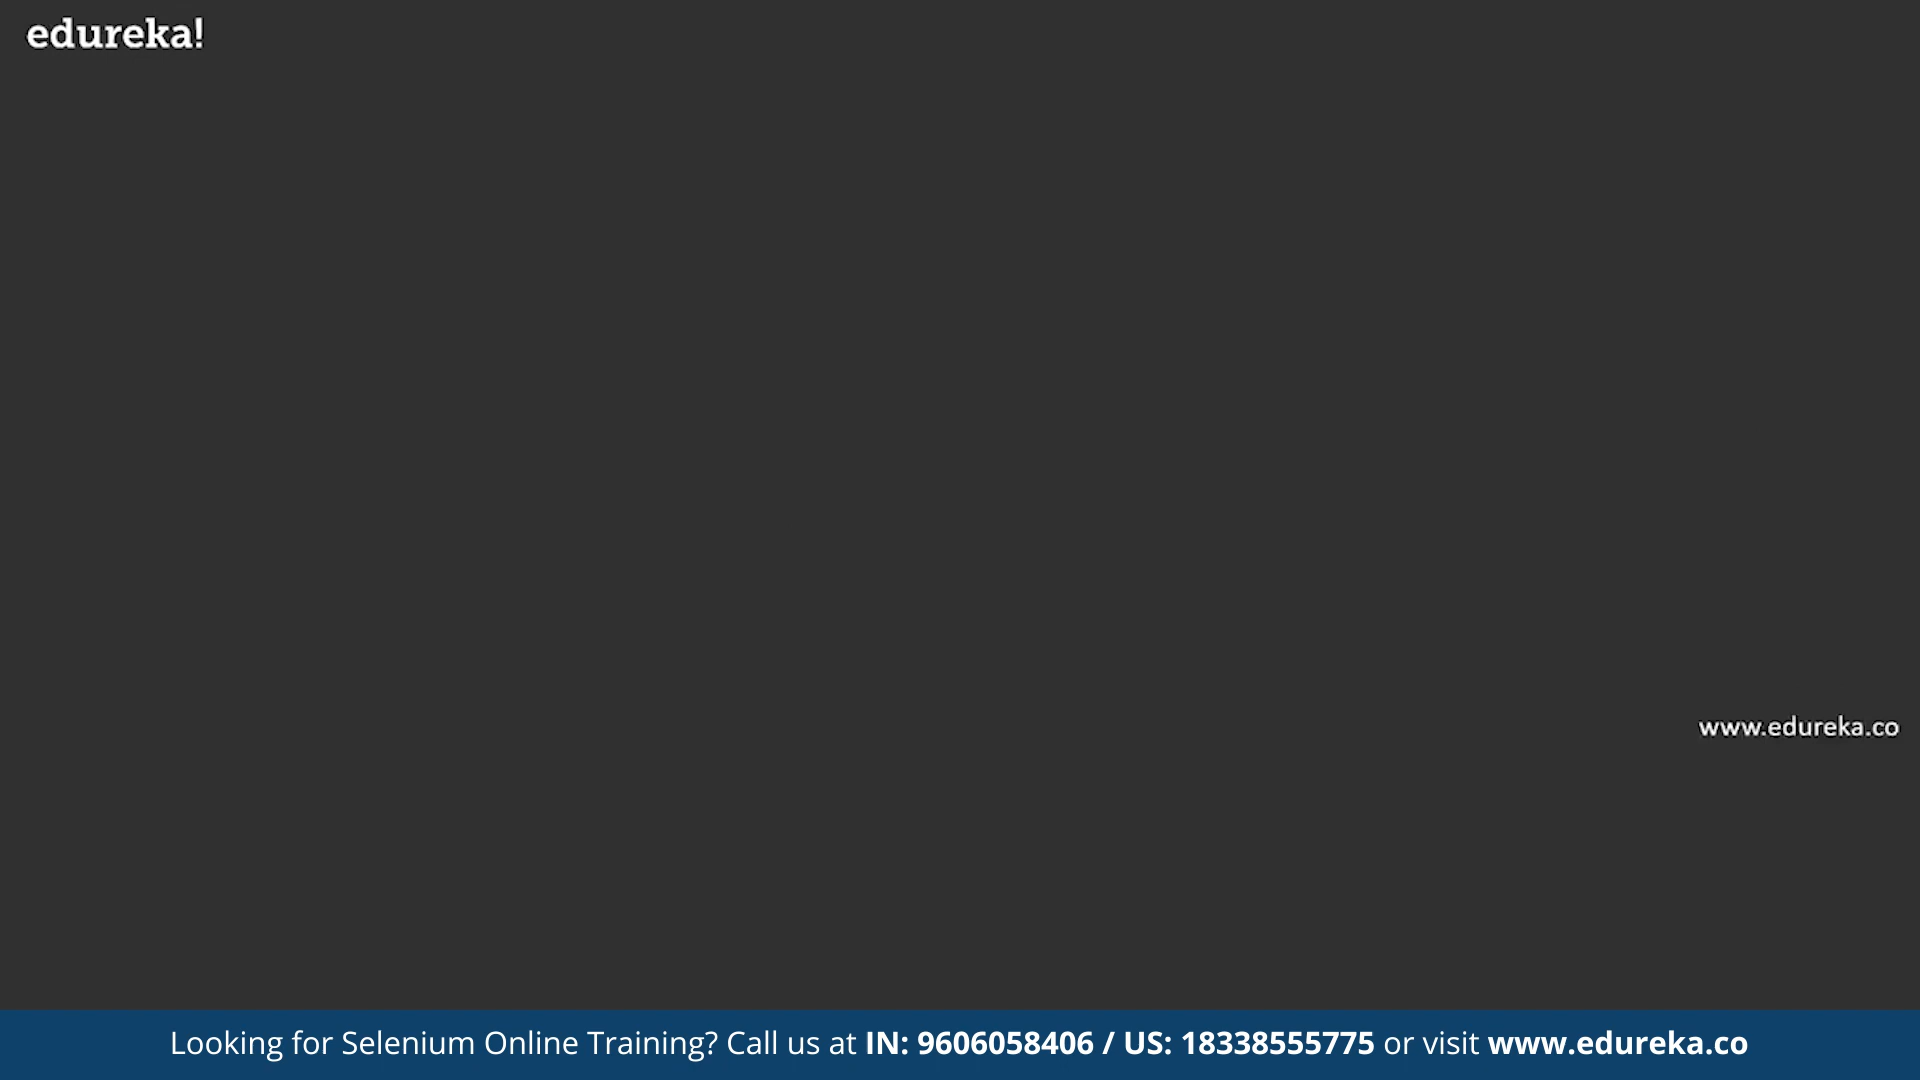 edureka!
www.edureka.co
Looking for Selenium Online Training? Call us at IN: 9606058406 / US: 18338555775 or visit www.edureka.co